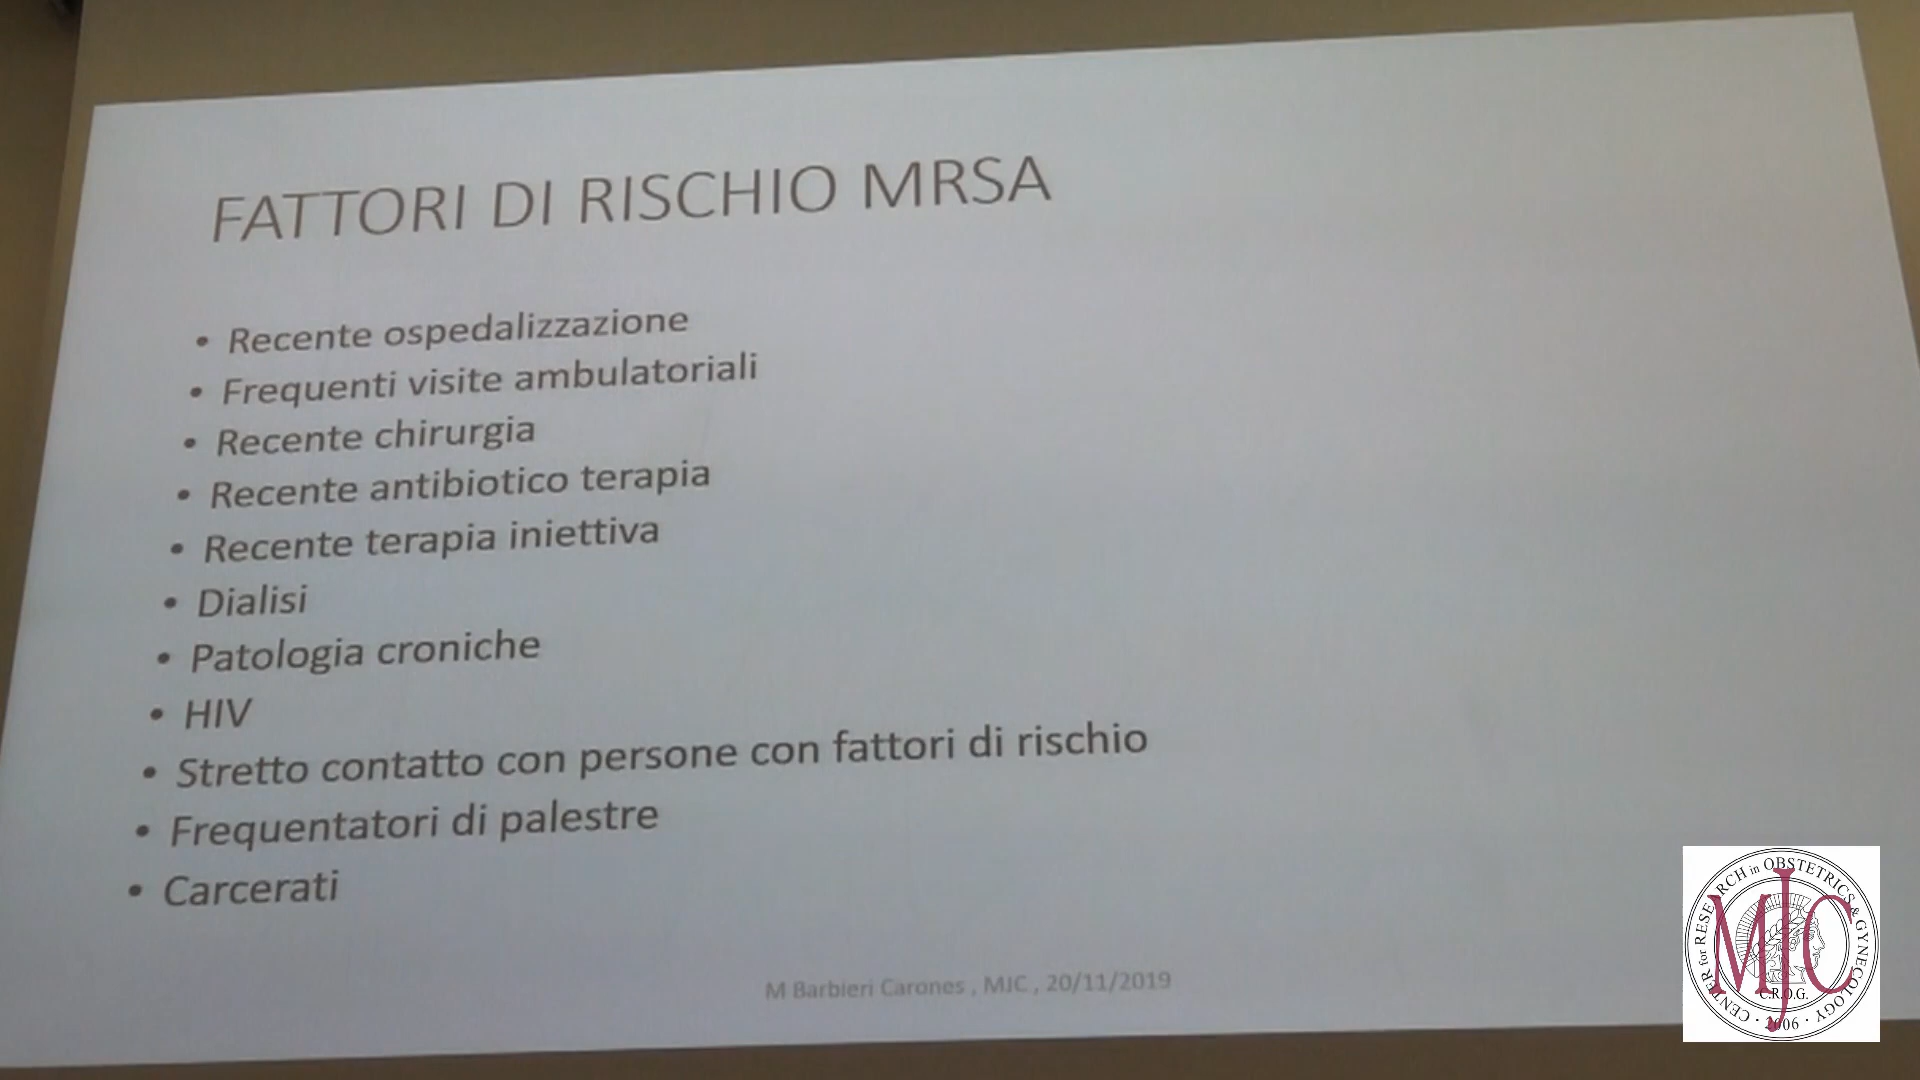 FATTORI DI RISCHIO MRSA
• Recente ospedalizzazione
• Frequenti visite ambulatoriali
• Recente chirurgia
• Recente antibiotico terapia
• Recente terapia iniettiva
• Dialisi
• Patologia croniche
• HIV
• Stretto contatto con persone con fattori di rischio
• Frequentatori di palestre
• Carcerati
M Barbieri Carones , MJC , 20/11/2019
CENTER for RESEARCH in OBSTETRICS & GYNECOLOGY
MJC
C.R.O.G.
· 2006 ·